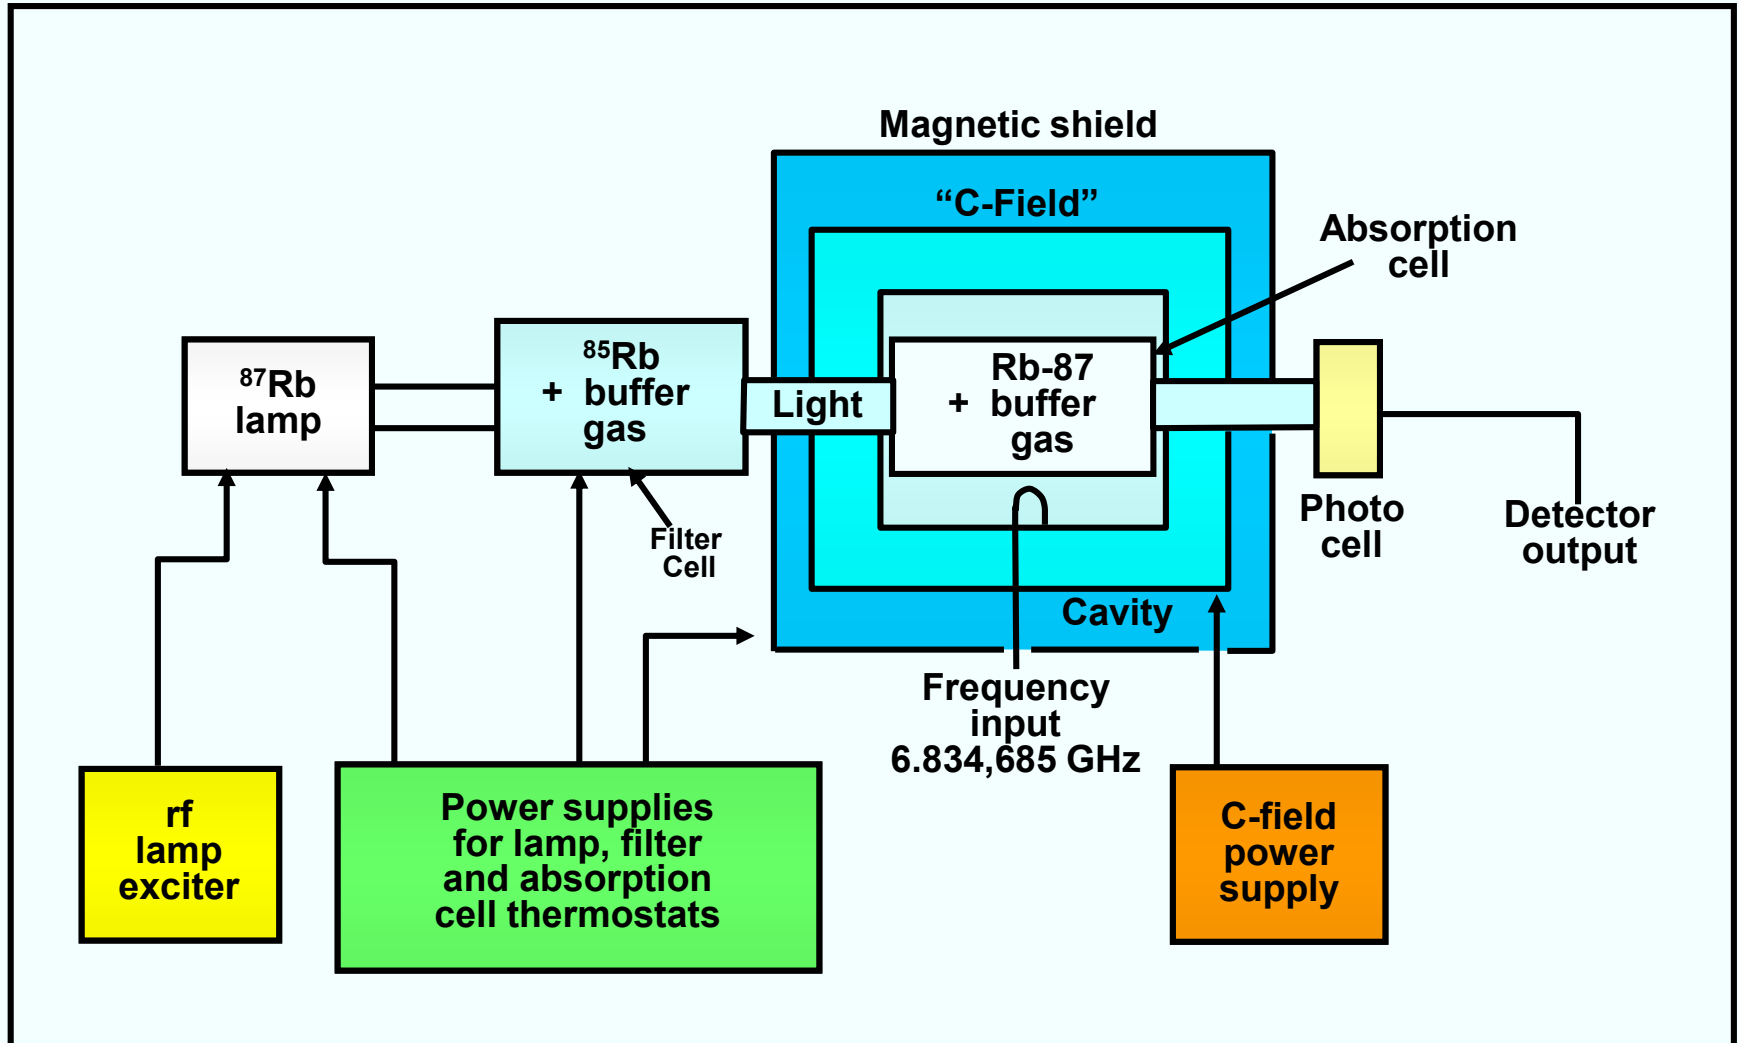 Magnetic shield
“C-Field”
Absorption
cell
⁸⁷Rb
lamp
⁸⁵Rb
+ buffer
gas
Light
Rb-87
+ buffer
gas
Filter
Cell
Photo
cell
Detector
output
Cavity
Frequency
input
6.834,685 GHz
rf
lamp
exciter
Power supplies
for lamp, filter
and absorption
cell thermostats
C-field
power
supply